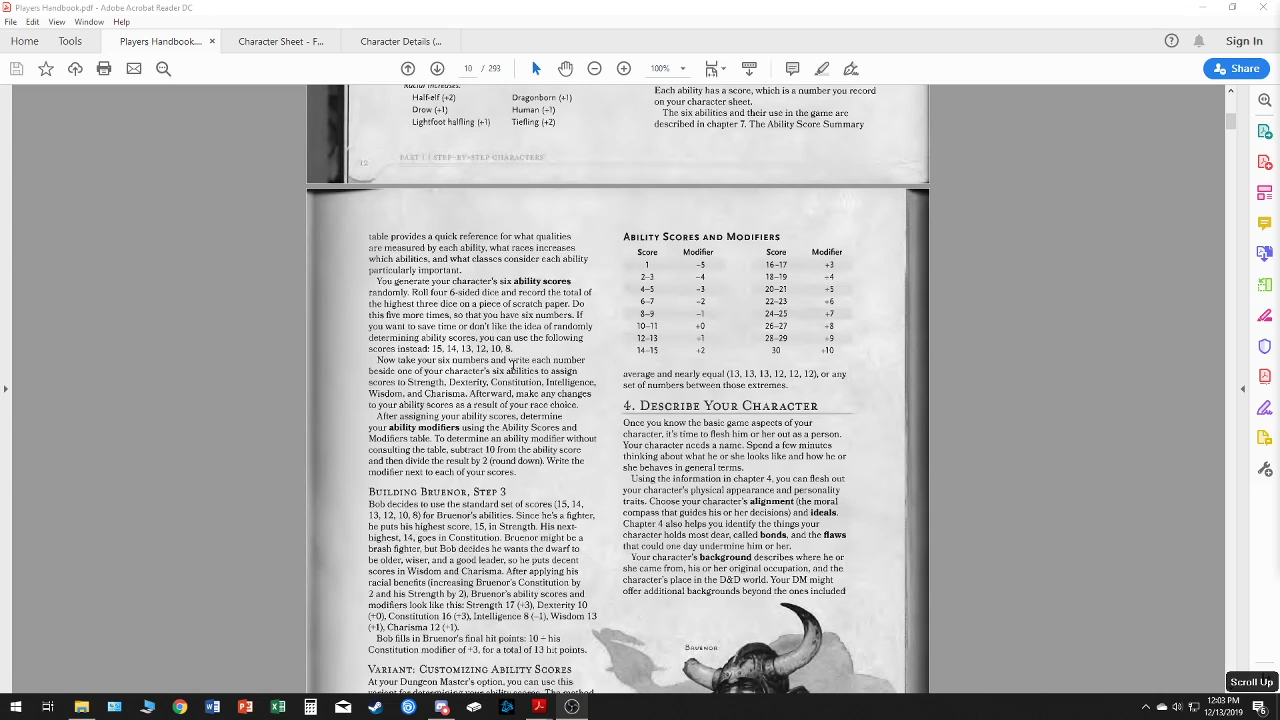 Players Handbook.pdf - Adobe Acrobat Reader DC
File Edit View Window Help
Home Tools Players Handbook.... × Character Sheet - F... Character Details (... Sign In
10 / 293 100% Share
Racial Increases:
Half-elf (+2) Dragonborn (+1)
Drow (+1) Human (+1)
Lightfoot halfling (+1) Tiefling (+2)
Each ability has a score, which is a number you record
on your character sheet.
The six abilities and their use in the game are
described in chapter 7. The Ability Score Summary
12 PART 1 | STEP-BY-STEP CHARACTERS
table provides a quick reference for what qualities
are measured by each ability, what races increases
which abilities, and what classes consider each ability
particularly important.
You generate your character's six ability scores
randomly. Roll four 6-sided dice and record the total of
the highest three dice on a piece of scratch paper. Do
this five more times, so that you have six numbers. If
you want to save time or don't like the idea of randomly
determining ability scores, you can use the following
scores instead: 15, 14, 13, 12, 10, 8.
Now take your six numbers and write each number
beside one of your character's six abilities to assign
scores to Strength, Dexterity, Constitution, Intelligence,
Wisdom, and Charisma. Afterward, make any changes
to your ability scores as a result of your race choice.
After assigning your ability scores, determine
your ability modifiers using the Ability Scores and
Modifiers table. To determine an ability modifier without
consulting the table, subtract 10 from the ability score
and then divide the result by 2 (round down). Write the
modifier next to each of your scores.
BUILDING BRUENOR, STEP 3
Bob decides to use the standard set of scores (15, 14,
13, 12, 10, 8) for Bruenor's abilities. Since he's a fighter,
he puts his highest score, 15, in Strength. His next-
highest, 14, goes in Constitution. Bruenor might be a
brash fighter, but Bob decides he wants the dwarf to
be older, wiser, and a good leader, so he puts decent
scores in Wisdom and Charisma. After applying his
racial benefits (increasing Bruenor's Constitution by
2 and his Strength by 2), Bruenor's ability scores and
modifiers look like this: Strength 17 (+3), Dexterity 10
(+0), Constitution 16 (+3), Intelligence 8 (–1), Wisdom 13
(+1), Charisma 12 (+1).
Bob fills in Bruenor's final hit points: 10 + his
Constitution modifier of +3, for a total of 13 hit points.
VARIANT: CUSTOMIZING ABILITY SCORES
At your Dungeon Master's option, you can use this
variant for determining your ability scores. The method
ABILITY SCORES AND MODIFIERS
Score Modifier Score Modifier
1 –5 16–17 +3
2–3 –4 18–19 +4
4–5 –3 20–21 +5
6–7 –2 22–23 +6
8–9 –1 24–25 +7
10–11 +0 26–27 +8
12–13 +1 28–29 +9
14–15 +2 30 +10
average and nearly equal (13, 13, 13, 12, 12, 12), or any
set of numbers between those extremes.
4. DESCRIBE YOUR CHARACTER
Once you know the basic game aspects of your
character, it's time to flesh him or her out as a person.
Your character needs a name. Spend a few minutes
thinking about what he or she looks like and how he or
she behaves in general terms.
Using the information in chapter 4, you can flesh out
your character's physical appearance and personality
traits. Choose your character's alignment (the moral
compass that guides his or her decisions) and ideals.
Chapter 4 also helps you identify the things your
character holds most dear, called bonds, and the flaws
that could one day undermine him or her.
Your character's background describes where he or
she came from, his or her original occupation, and the
character's place in the D&D world. Your DM might
offer additional backgrounds beyond the ones included
BRUENOR
Scroll Up
12:03 PM
12/13/2019